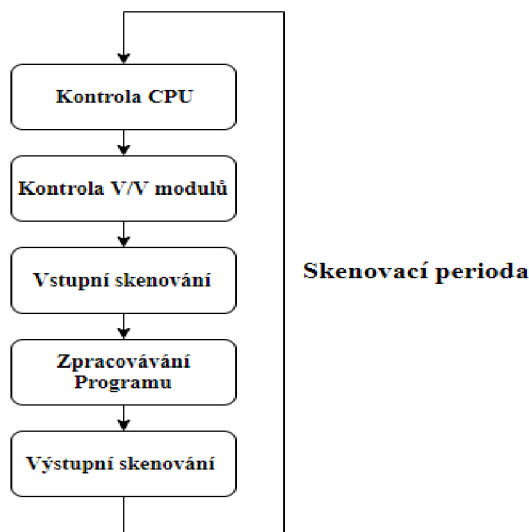 Kontrola CPU
Kontrola V/V modulů
Vstupní skenování
Skenovací perioda
Zpracovávání
Programu
Výstupní skenování